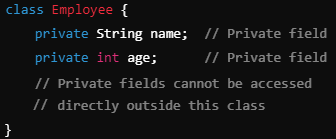 class Employee {
    private String name;  // Private field
    private int age;      // Private field
    // Private fields cannot be accessed
    // directly outside this class
}